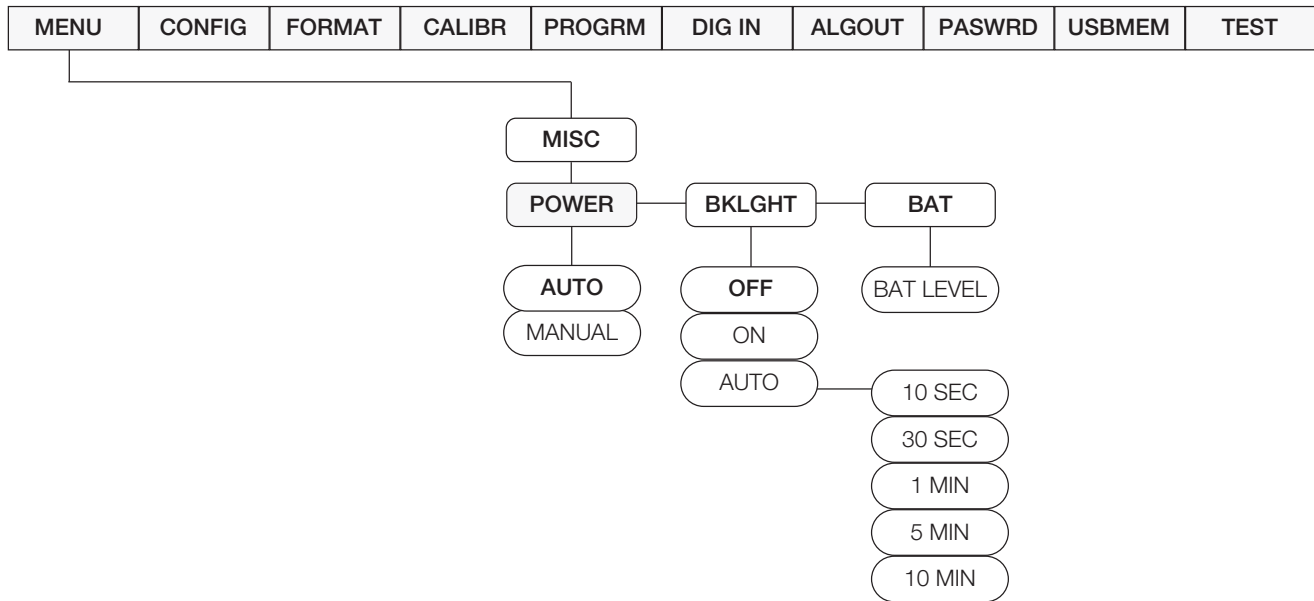 MENU CONFIG FORMAT CALIBR PROGRM DIG IN ALGOUT PASWRD USBMEM TEST
MISC
POWER BKLGHT BAT
AUTO OFF BAT LEVEL
MANUAL ON
AUTO 10 SEC
30 SEC
1 MIN
5 MIN
10 MIN